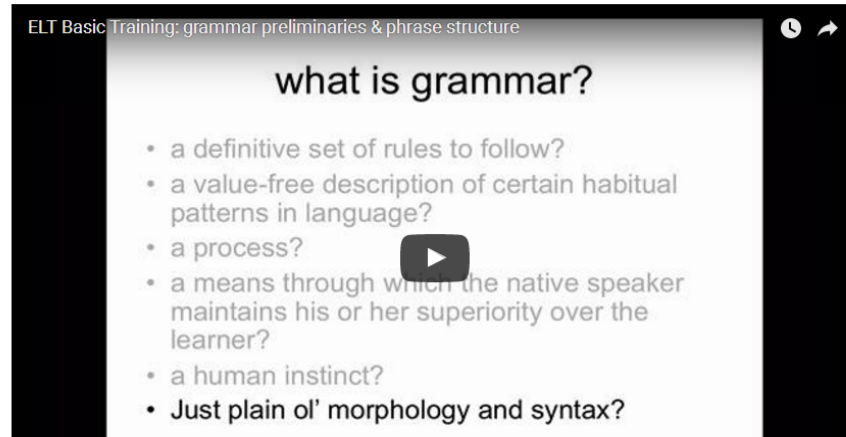 ELT Basic Training: grammar preliminaries & phrase structure
what is grammar?
• a definitive set of rules to follow?
• a value-free description of certain habitual
patterns in language?
• a process?
• a means through which the native speaker
maintains his or her superiority over the
learner?
• a human instinct?
• Just plain ol’ morphology and syntax?